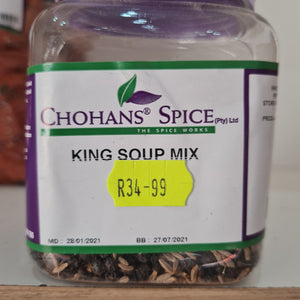 CHOHANS® SPICE (Pty) Ltd
THE SPICE WORKS
KING SOUP MIX
R34-99
MID : 28/01/2021 BB : 27/07/2021